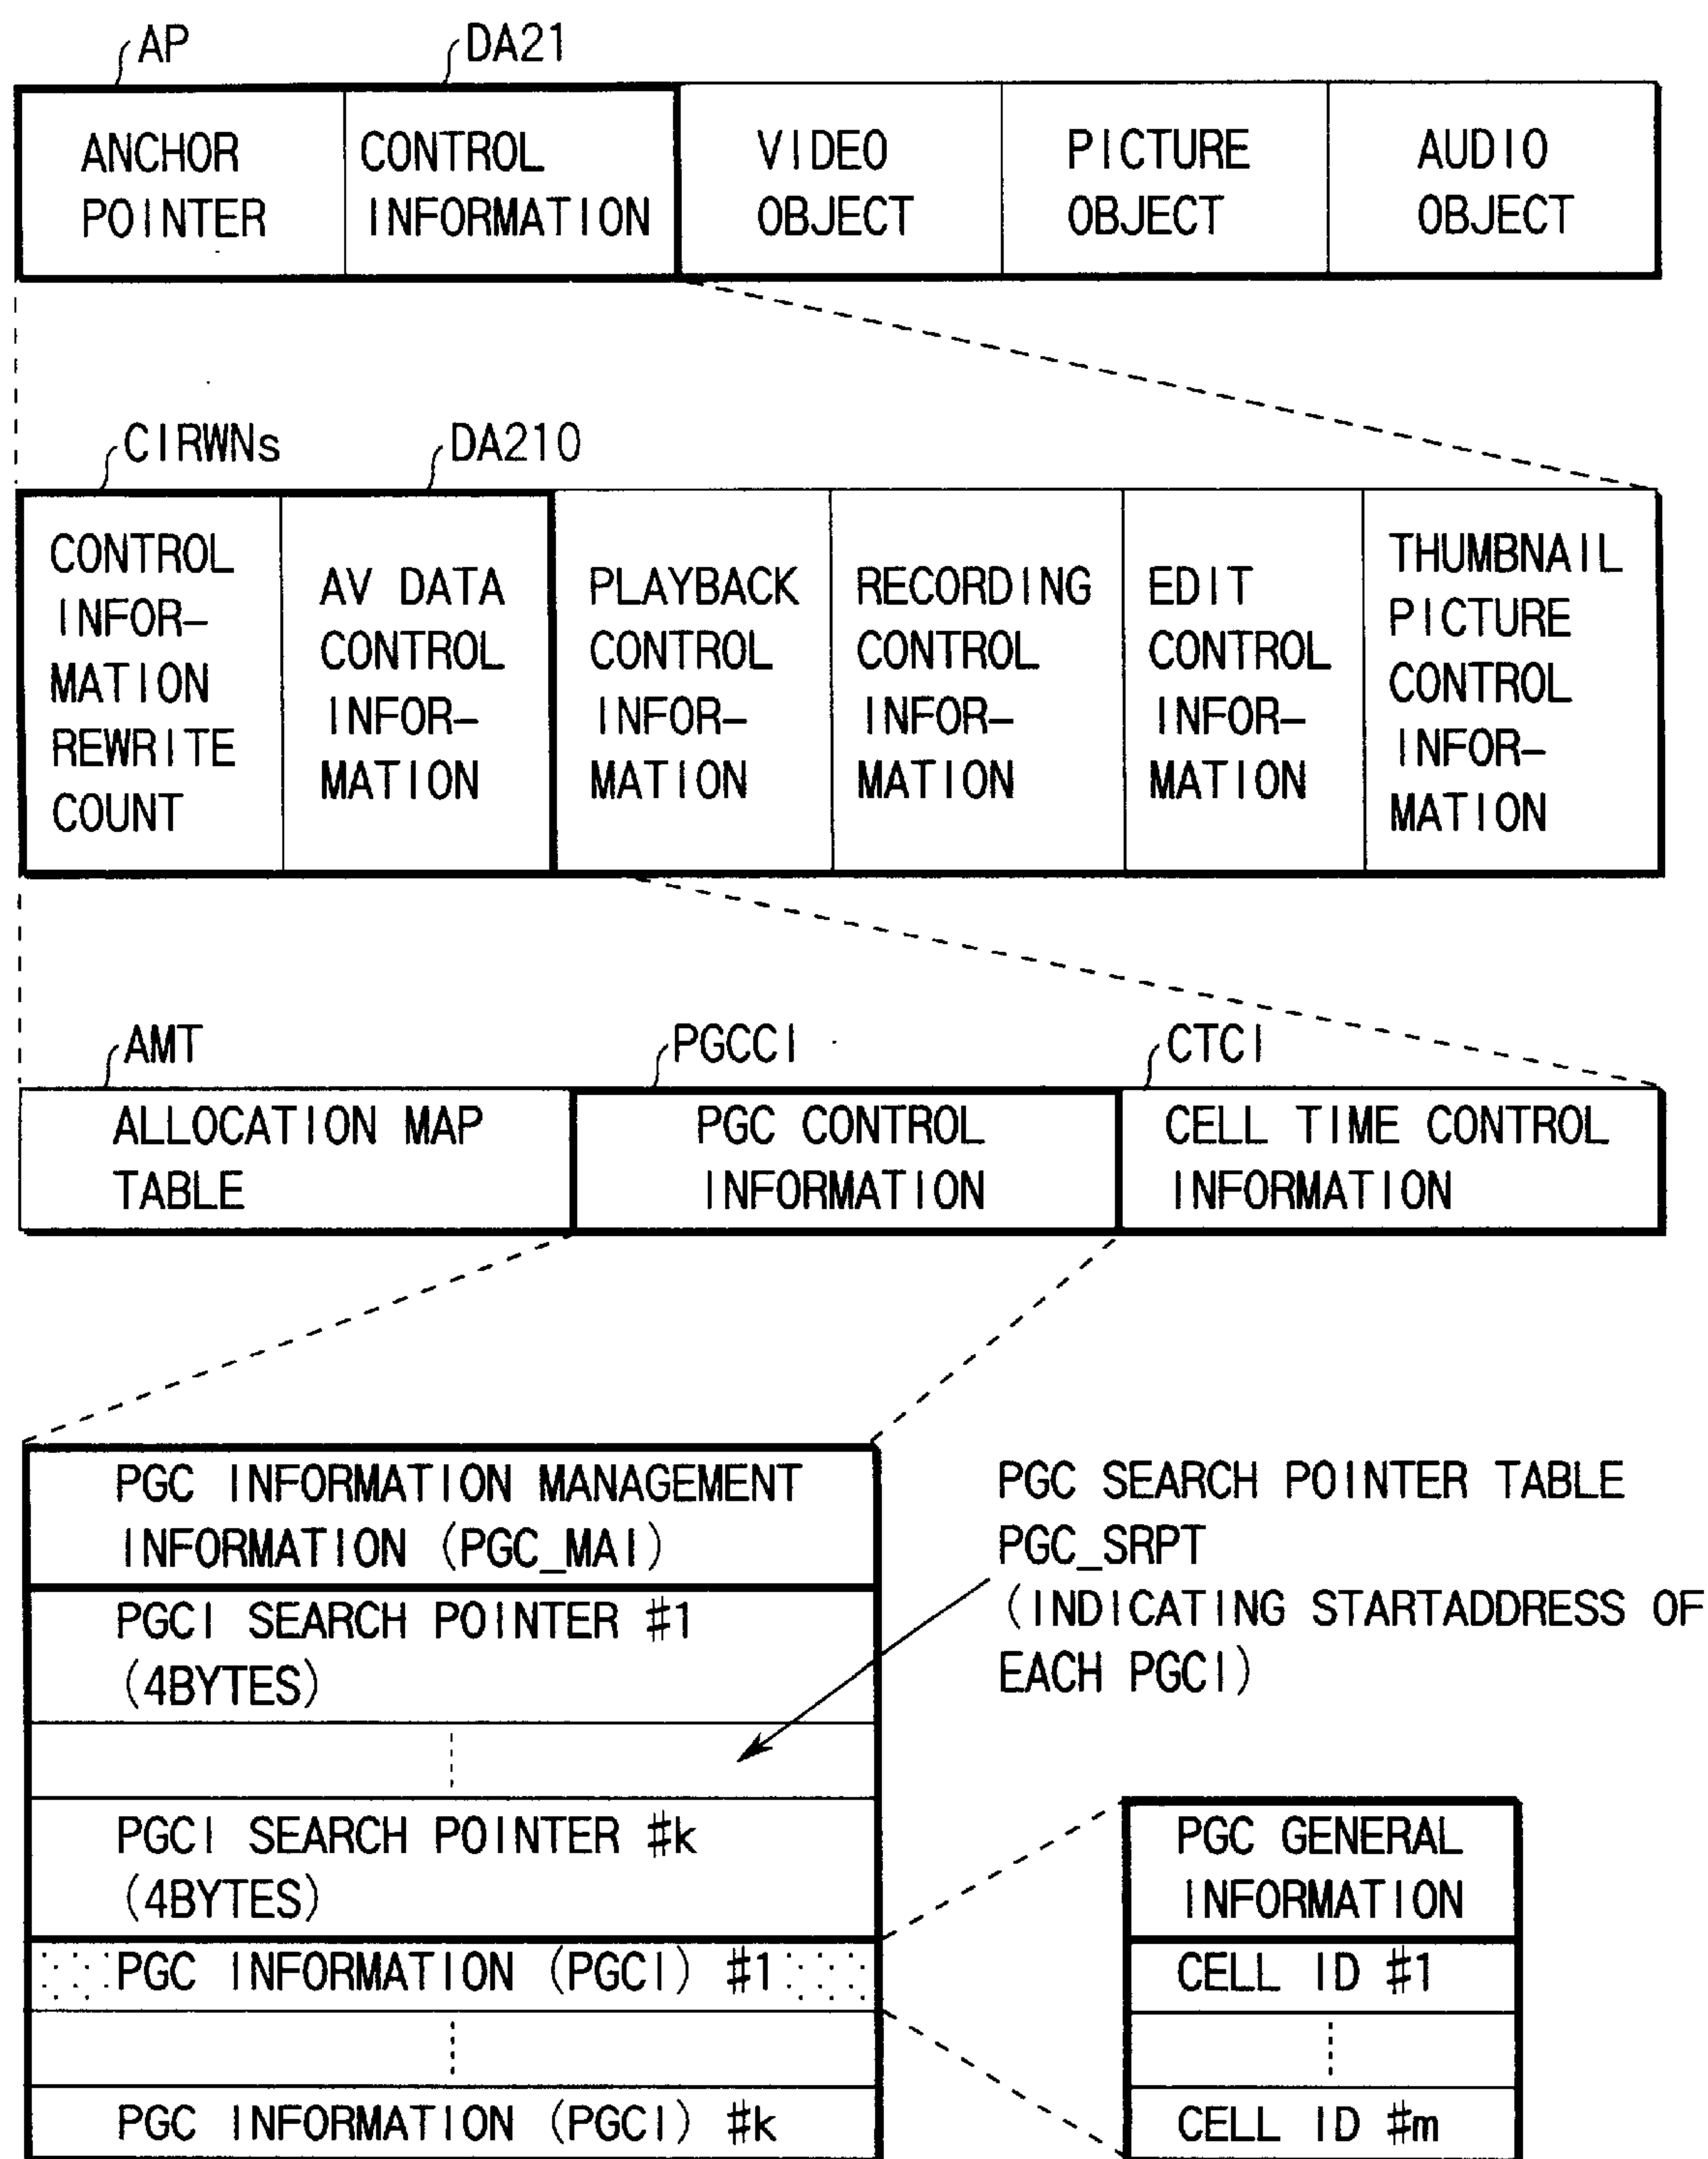 AP
DA21
ANCHOR
POINTER
CONTROL
INFORMATION
VIDEO
OBJECT
PICTURE
OBJECT
AUDIO
OBJECT
CIRWNs
DA210
CONTROL
INFOR-
MATION
REWRITE
COUNT
AV DATA
CONTROL
INFOR-
MATION
PLAYBACK
CONTROL
INFOR-
MATION
RECORDING
CONTROL
INFOR-
MATION
EDIT
CONTROL
INFOR-
MATION
THUMBNAIL
PICTURE
CONTROL
INFOR-
MATION
AMT
PGCCI
CTCI
ALLOCATION MAP
TABLE
PGC CONTROL
INFORMATION
CELL TIME CONTROL
INFORMATION
PGC INFORMATION MANAGEMENT
INFORMATION (PGC_MAI)
PGCI SEARCH POINTER #1
(4BYTES)
PGCI SEARCH POINTER #k
(4BYTES)
PGC INFORMATION (PGCI) #1
PGC INFORMATION (PGCI) #k
PGC SEARCH POINTER TABLE
PGC_SRPT
(INDICATING STARTADDRESS OF
EACH PGCI)
PGC GENERAL
INFORMATION
CELL ID #1
CELL ID #m